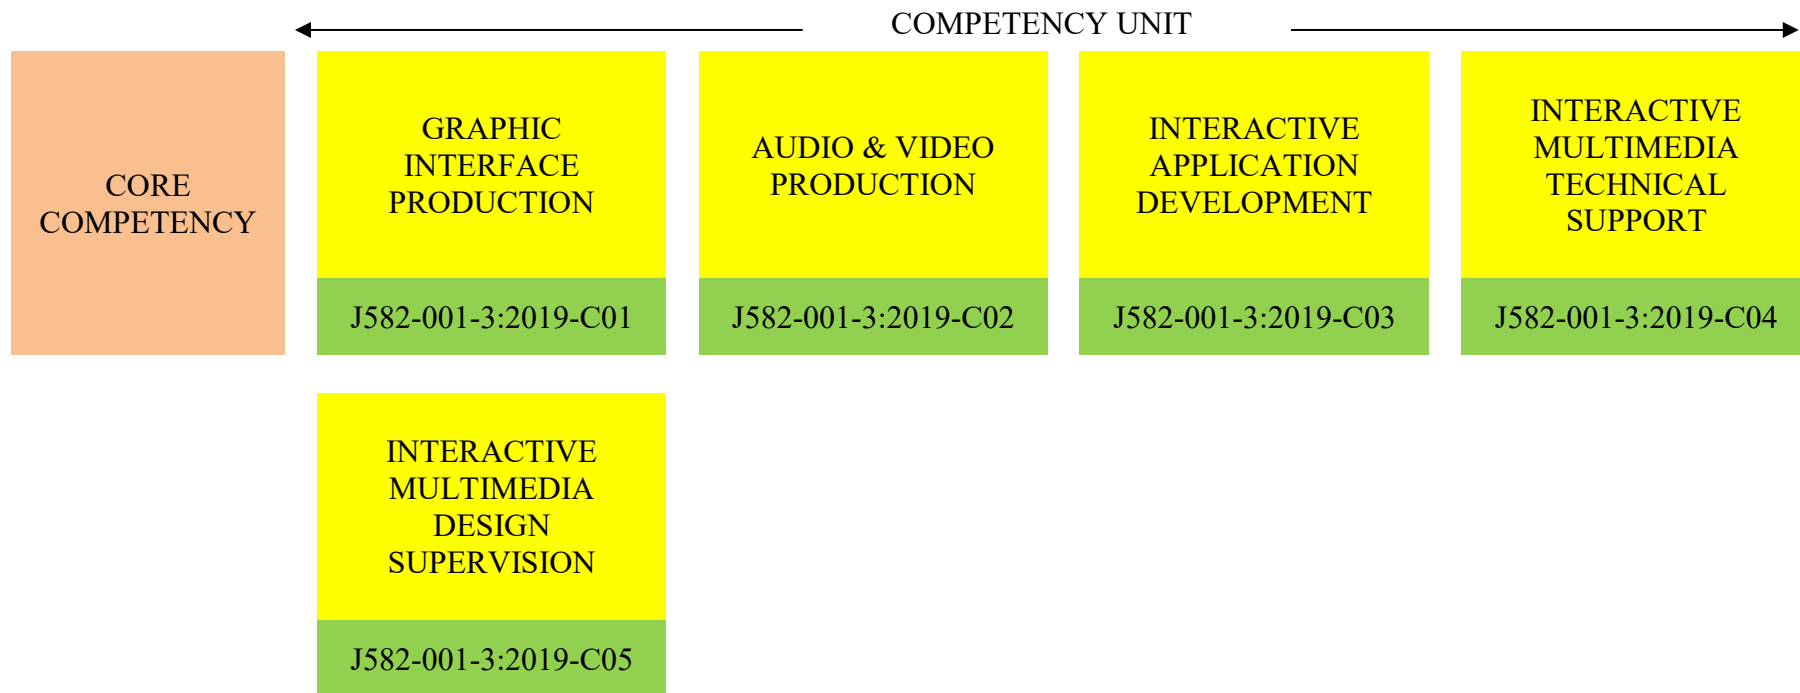 COMPETENCY UNIT
CORE
COMPETENCY
GRAPHIC
INTERFACE
PRODUCTION
J582-001-3:2019-C01
AUDIO & VIDEO
PRODUCTION
J582-001-3:2019-C02
INTERACTIVE
APPLICATION
DEVELOPMENT
J582-001-3:2019-C03
INTERACTIVE
MULTIMEDIA
TECHNICAL
SUPPORT
J582-001-3:2019-C04
INTERACTIVE
MULTIMEDIA
DESIGN
SUPERVISION
J582-001-3:2019-C05